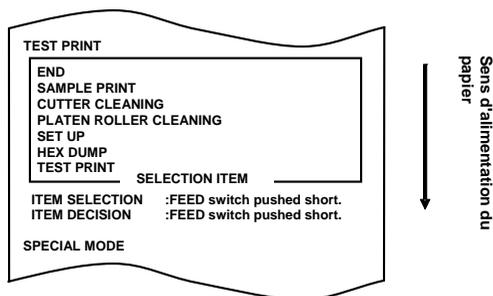 TEST PRINT
END
SAMPLE PRINT
CUTTER CLEANING
PLATEN ROLLER CLEANING
SET UP
HEX DUMP
TEST PRINT
SELECTION ITEM
ITEM SELECTION :FEED switch pushed short.
ITEM DECISION :FEED switch pushed short.
SPECIAL MODE
Sens d'alimentation du
papier